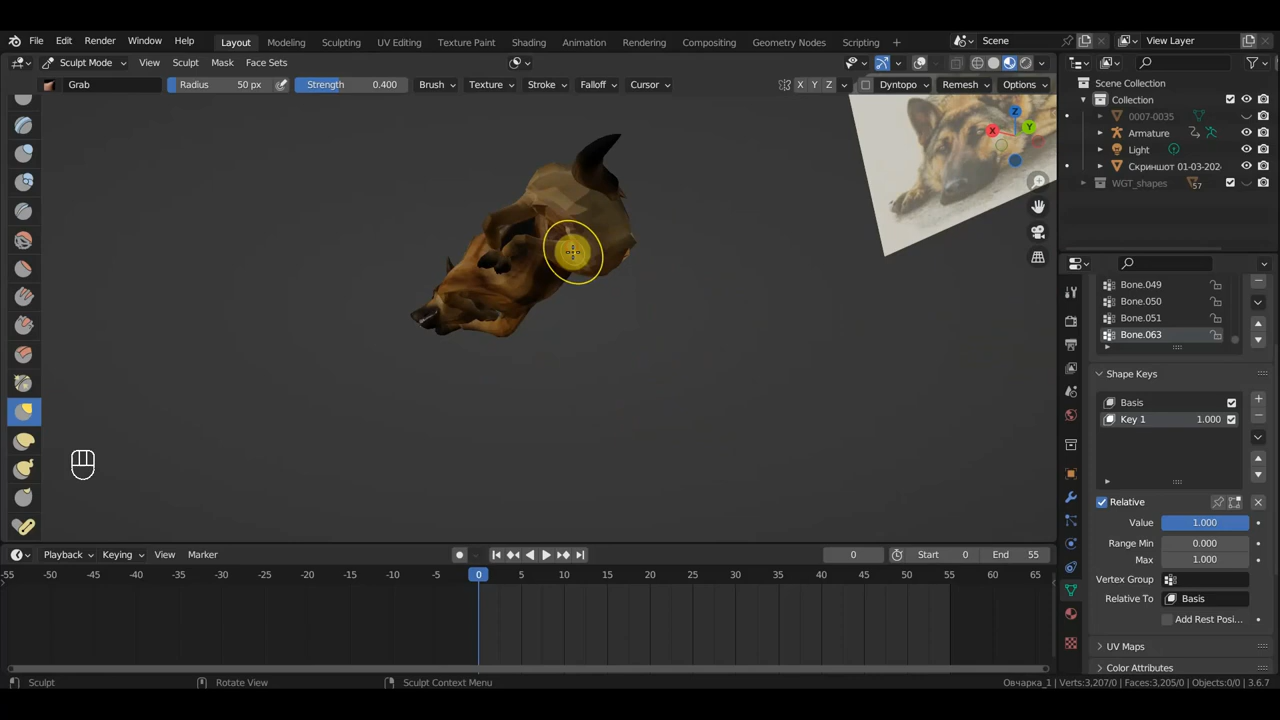 File Edit Render Window Help Layout Modeling Sculpting UV Editing Texture Paint Shading Animation Rendering Compositing Geometry Nodes Scripting + Scene View Layer
Sculpt Mode View Sculpt Mask Face Sets
Grab Radius 50 px Strength 0.400 Brush Texture Stroke Falloff Cursor X Y Z Dyntopo Remesh Options
Scene Collection
Collection
0007-0035
Armature
Light
Скриншот 01-03-202
WGT_shapes 57
Z
X
Y
Bone.049
Bone.050
Bone.051
Bone.063
Shape Keys
Basis
Key 1 1.000
Relative
Value 1.000
Range Min 0.000
Max 1.000
Vertex Group
Relative To Basis
Add Rest Posi...
UV Maps
Color Attributes
Playback Keying View Marker 0 Start 0 End 55
-55 -50 -45 -40 -35 -30 -25 -20 -15 -10 -5 0 5 10 15 20 25 30 35 40 45 50 55 60 65
Sculpt Rotate View Sculpt Context Menu Овчарка_1 | Verts:3,207/0 | Faces:3,205/0 | Objects:0/0 | 3.6.7